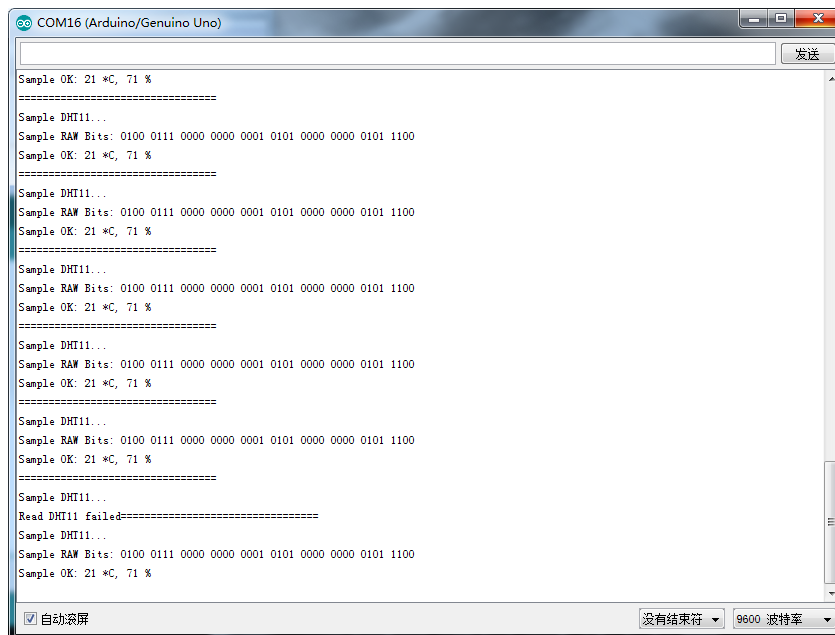 COM16 (Arduino/Genuino Uno)
发送
Sample OK: 21 *C, 71 %
=================================
Sample DHT11...
Sample RAW Bits: 0100 0111 0000 0000 0001 0101 0000 0000 0101 1100
Sample OK: 21 *C, 71 %
=================================
Sample DHT11...
Sample RAW Bits: 0100 0111 0000 0000 0001 0101 0000 0000 0101 1100
Sample OK: 21 *C, 71 %
=================================
Sample DHT11...
Sample RAW Bits: 0100 0111 0000 0000 0001 0101 0000 0000 0101 1100
Sample OK: 21 *C, 71 %
=================================
Sample DHT11...
Sample RAW Bits: 0100 0111 0000 0000 0001 0101 0000 0000 0101 1100
Sample OK: 21 *C, 71 %
=================================
Sample DHT11...
Sample RAW Bits: 0100 0111 0000 0000 0001 0101 0000 0000 0101 1100
Sample OK: 21 *C, 71 %
=================================
Sample DHT11...
Read DHT11 failed=================================
Sample DHT11...
Sample RAW Bits: 0100 0111 0000 0000 0001 0101 0000 0000 0101 1100
Sample OK: 21 *C, 71 %
自动滚屏
没有结束符
9600 波特率